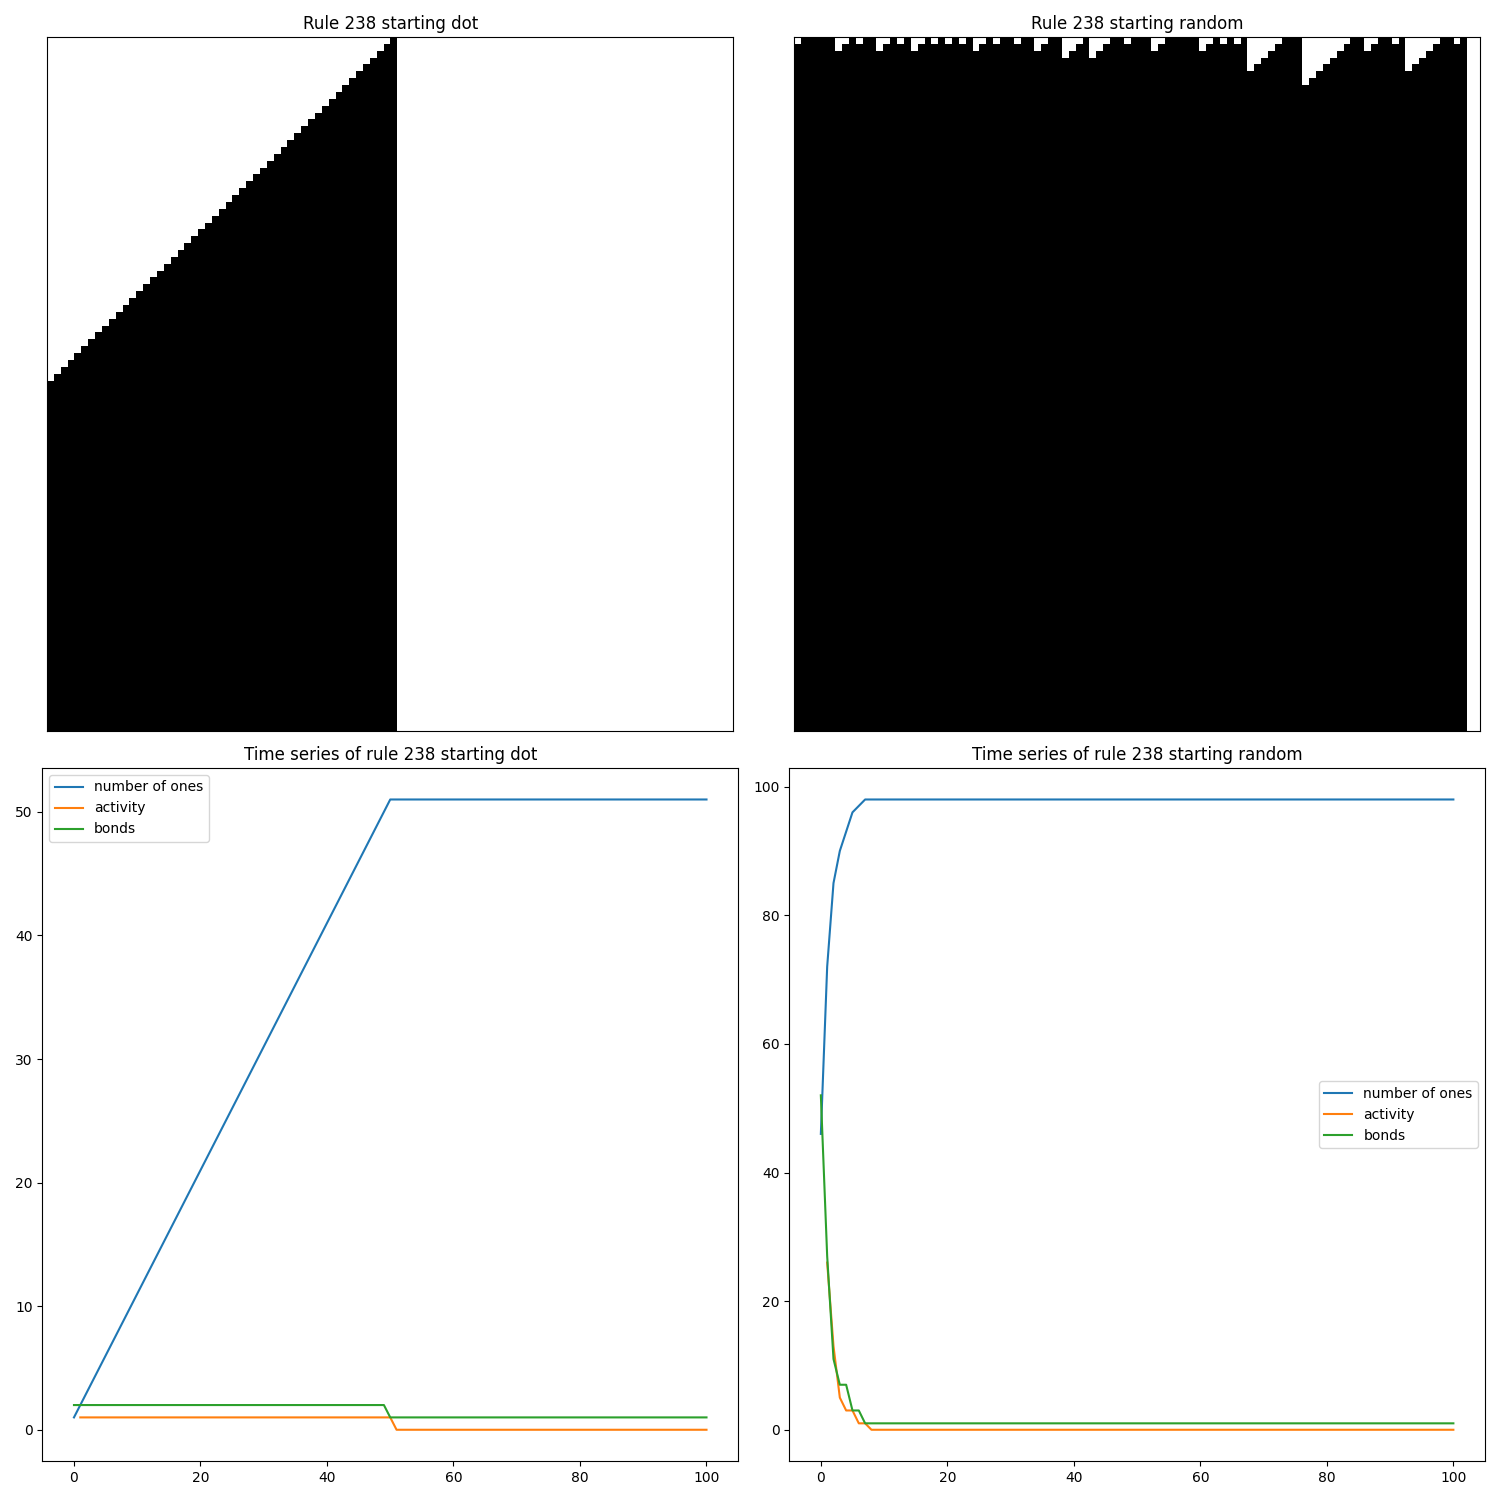 Rule 238 starting dot
Rule 238 starting random
Time series of rule 238 starting dot
number of ones
activity
bonds
50
40
30
20
10
0
0
20
40
60
80
100
Time series of rule 238 starting random
100
80
60
40
20
0
number of ones
activity
bonds
0
20
40
60
80
100